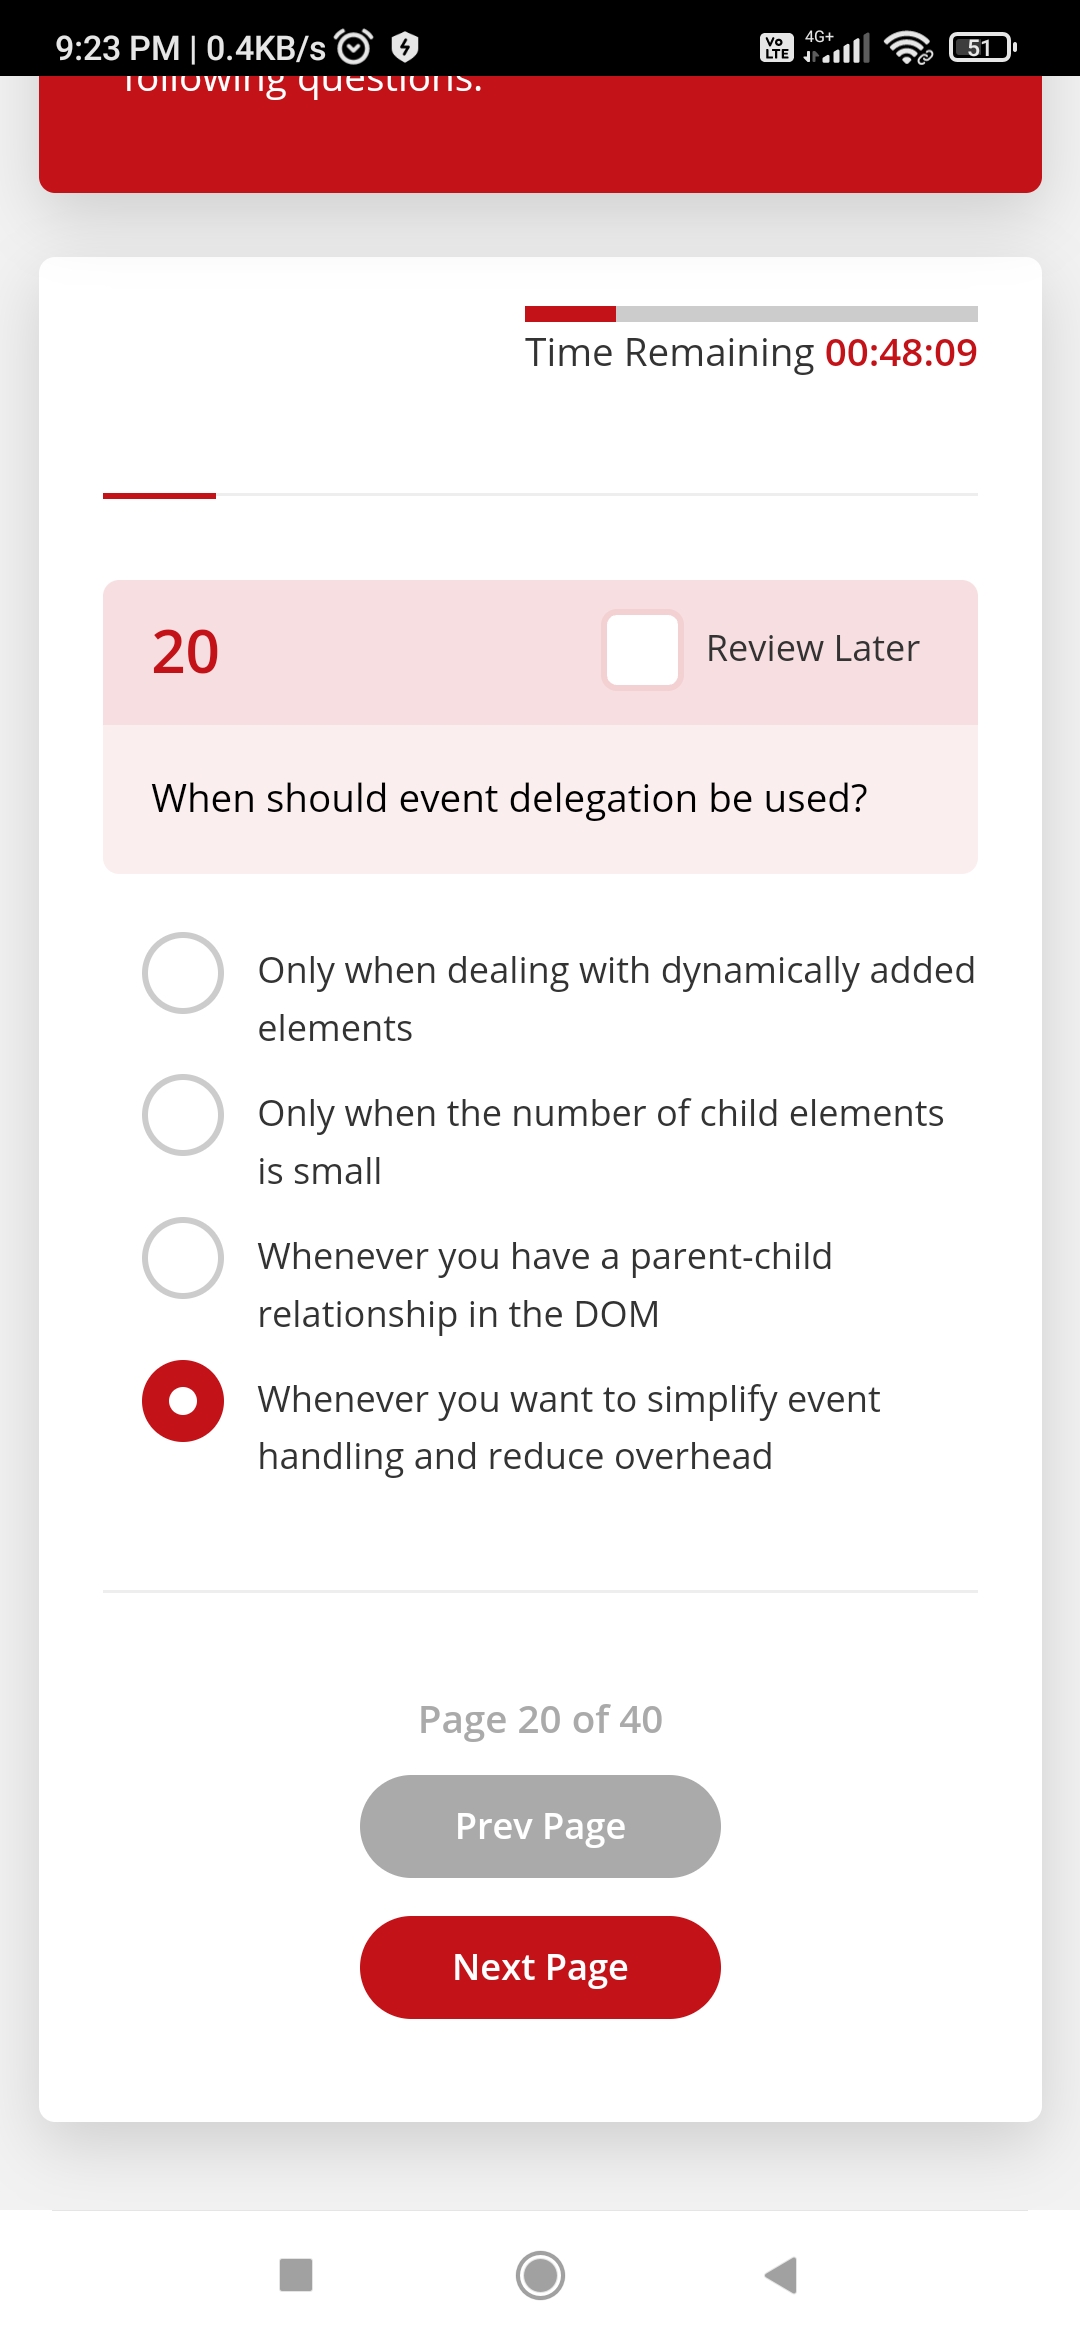 9:23 PM | 0.4KB/s
Vo LTE 4G+ 51
following questions.
Time Remaining 00:48:09
20
Review Later
When should event delegation be used?
Only when dealing with dynamically added
elements
Only when the number of child elements
is small
Whenever you have a parent-child
relationship in the DOM
Whenever you want to simplify event
handling and reduce overhead
Page 20 of 40
Prev Page
Next Page